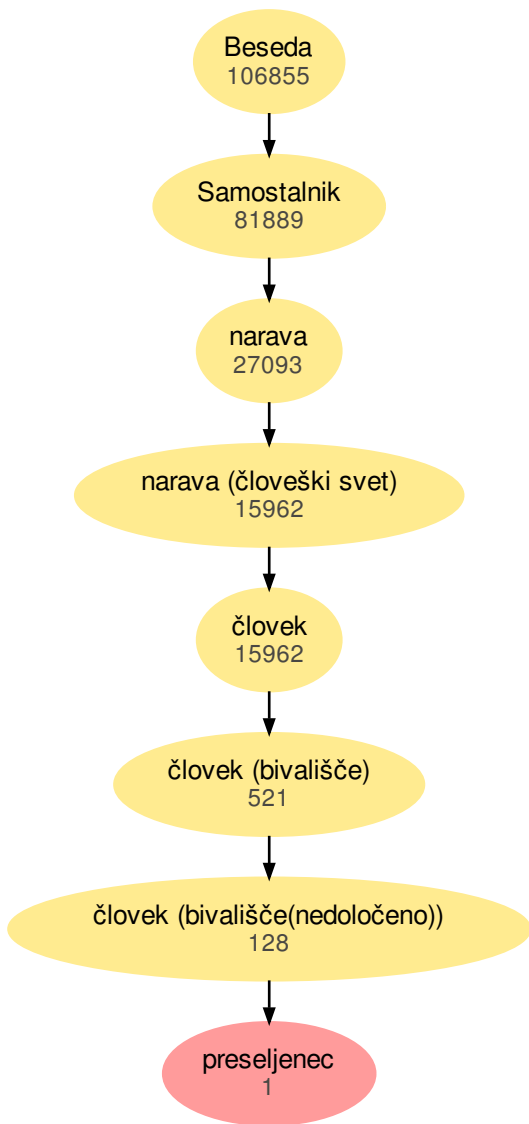 Beseda
106855
Samostalnik
81889
narava
27093
narava (človeški svet)
15962
človek
15962
človek (bivališče)
521
človek (bivališče(nedoločeno))
128
preseljenec
1